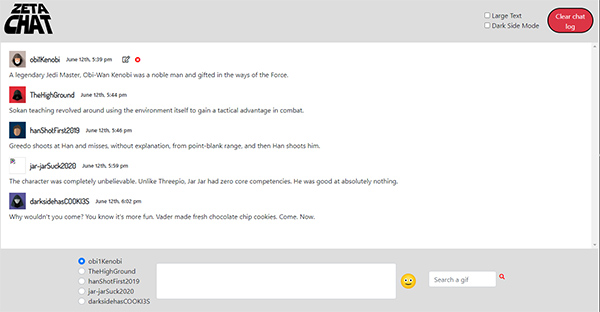 ZETA
CHAT
Large Text
Dark Side Mode
Clear chat
log
obi1Kenobi June 12th, 5:39 pm
A legendary Jedi Master, Obi-Wan Kenobi was a noble man and gifted in the ways of the Force.
TheHighGround June 12th, 5:44 pm
Sokan teaching revolved around using the environment itself to gain a tactical advantage in combat.
hanShotFirst2019 June 12th, 5:46 pm
Greedo shoots at Han and misses, without explanation, from point-blank range, and then Han shoots him.
jar-jarSuck2020 June 12th, 5:59 pm
The character was completely unbelievable. Unlike Threepio, Jar Jar had zero core competencies. He was good at absolutely nothing.
darksidehasCOOKI3S June 12th, 6:02 pm
Why wouldn't you come? You know it's more fun. Vader made fresh chocolate chip cookies. Come. Now.
obi1Kenobi
TheHighGround
hanShotFirst2019
jar-jarSuck2020
darksidehasCOOKI3S
Search a gif